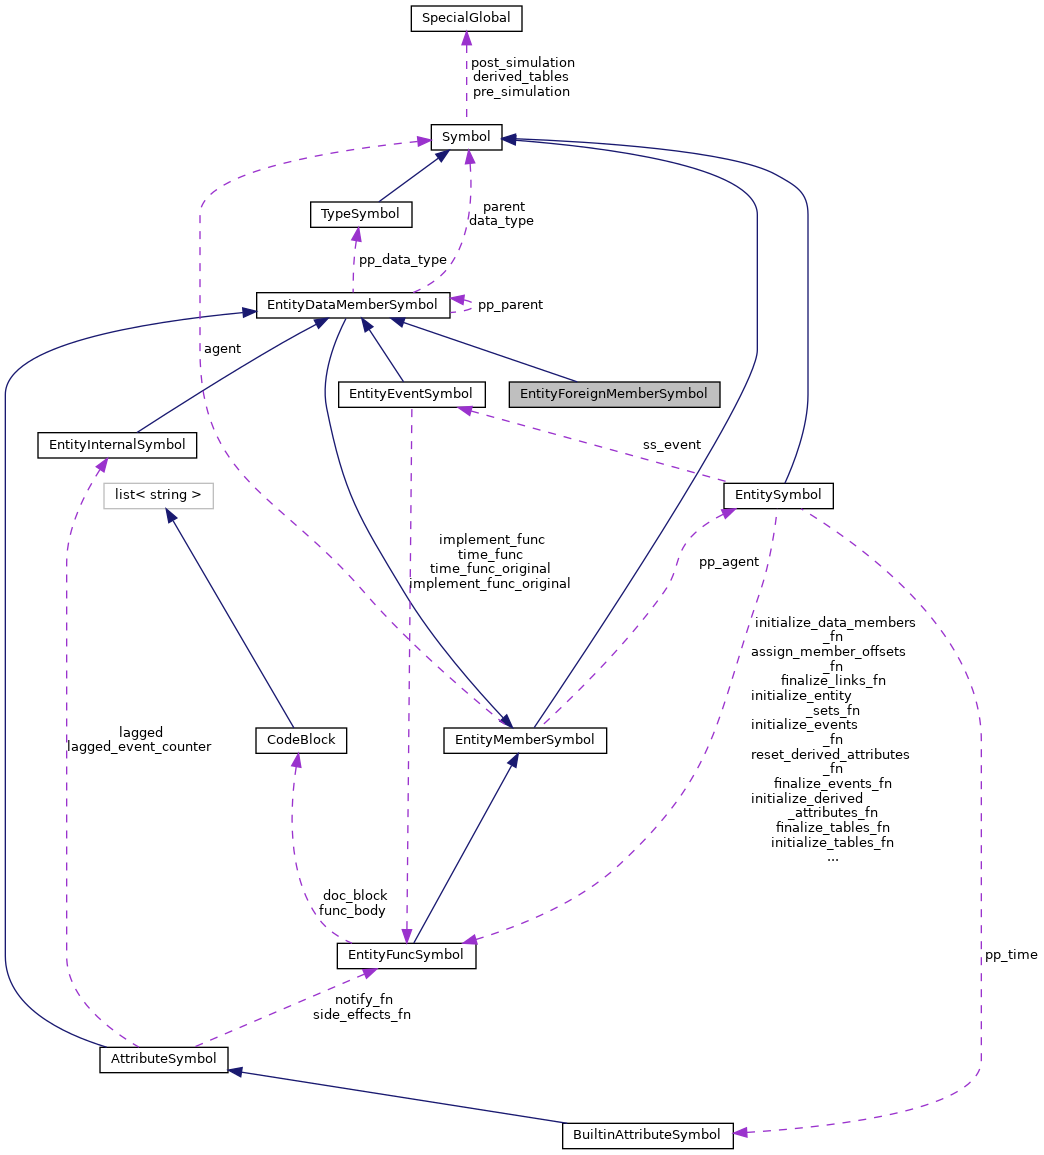 SpecialGlobal
post_simulation
derived_tables
pre_simulation
Symbol
TypeSymbol
parent
data_type
pp_data_type
EntityDataMemberSymbol
pp_parent
agent
EntityEventSymbol
EntityForeignMemberSymbol
EntityInternalSymbol
ss_event
list< string >
EntitySymbol
implement_func
time_func
time_func_original
implement_func_original
pp_agent
initialize_data_members
_fn
assign_member_offsets
_fn
finalize_links_fn
initialize_entity
_sets_fn
initialize_events
_fn
reset_derived_attributes
_fn
finalize_events_fn
initialize_derived
_attributes_fn
finalize_tables_fn
initialize_tables_fn
...
lagged
lagged_event_counter
CodeBlock
EntityMemberSymbol
doc_block
func_body
EntityFuncSymbol
pp_time
notify_fn
side_effects_fn
AttributeSymbol
BuiltinAttributeSymbol